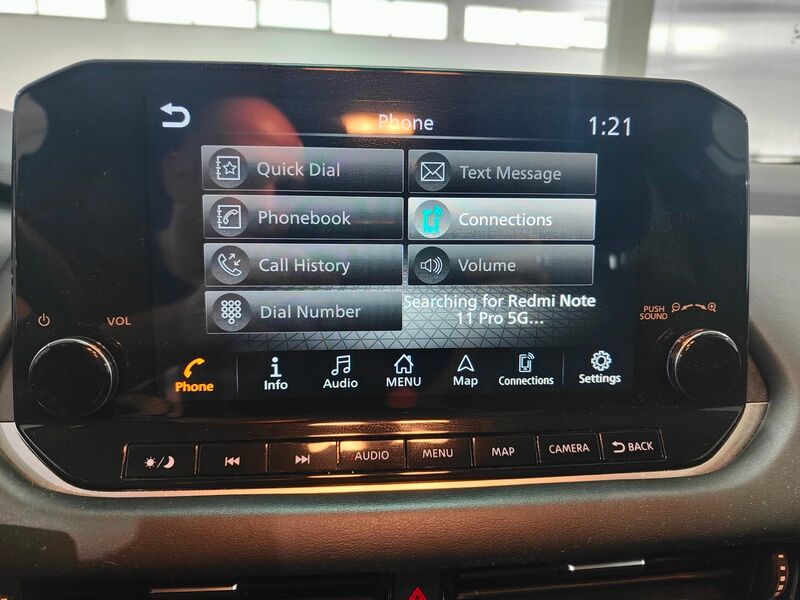 Phone 1:21
Quick Dial Text Message
Phonebook Connections
Call History Volume
Dial Number Searching for Redmi Note
11 Pro 5G...
VOL PUSH
SOUND
Phone Info Audio MENU Map Connections Settings
AUDIO MENU MAP CAMERA BACK